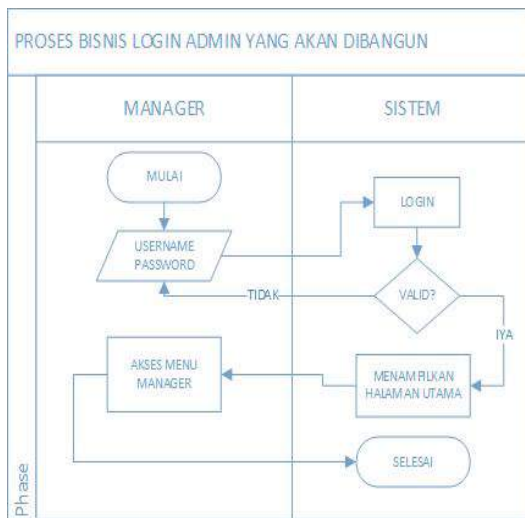 PROSES BISNIS LOGIN ADMIN YANG AKAN DIBANGUN
MANAGER
SISTEM
MULAI
LOGIN
USERNAME
PASSWORD
VALID?
TIDAK
IYA
AKSES MENU
MANAGER
MENAMPILKAN
HALAMAN UTAMA
SELESAI
Phase